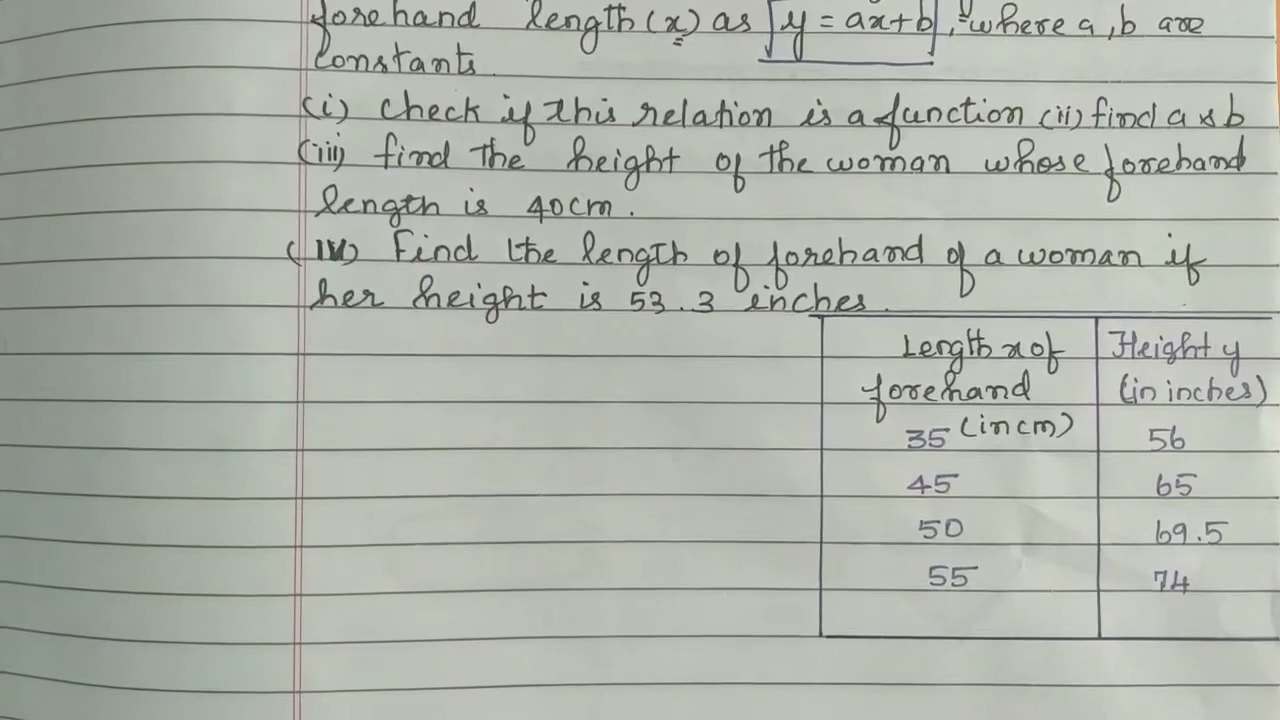 forehand length (x) as y = ax + b, where a, b are
Constants.
(i) Check if this relation is a function (ii) find a & b
(iii) find the height of the woman whose forehand
length is 40cm.
(iv) Find the length of forehand of a woman if
her height is 53.3 inches.
Length x of forehand (in cm) Height y (in inches)
35 56
45 65
50 69.5
55 74